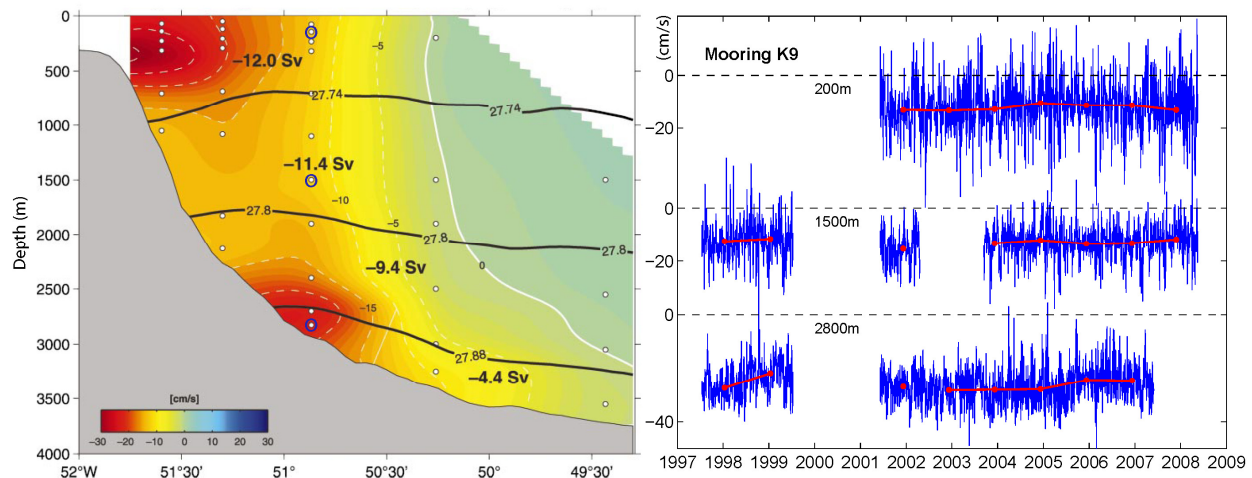 0
500
1000
1500
2000
2500
3000
3500
4000
Depth (m)
−5
−12.0 Sv
27.74
27.74
−11.4 Sv
−10
27.8
−5
27.8
27.8
−9.4 Sv
0
−15
27.88
−4.4 Sv
[cm/s]
−30 −20 −10 0 10 20 30
52°W 51°30' 51° 50°30' 50° 49°30'
(cm/s)
Mooring K9
0
200m
−20
0
1500m
−20
0
2800m
−40
1997 1998 1999 2000 2001 2002 2003 2004 2005 2006 2007 2008 2009